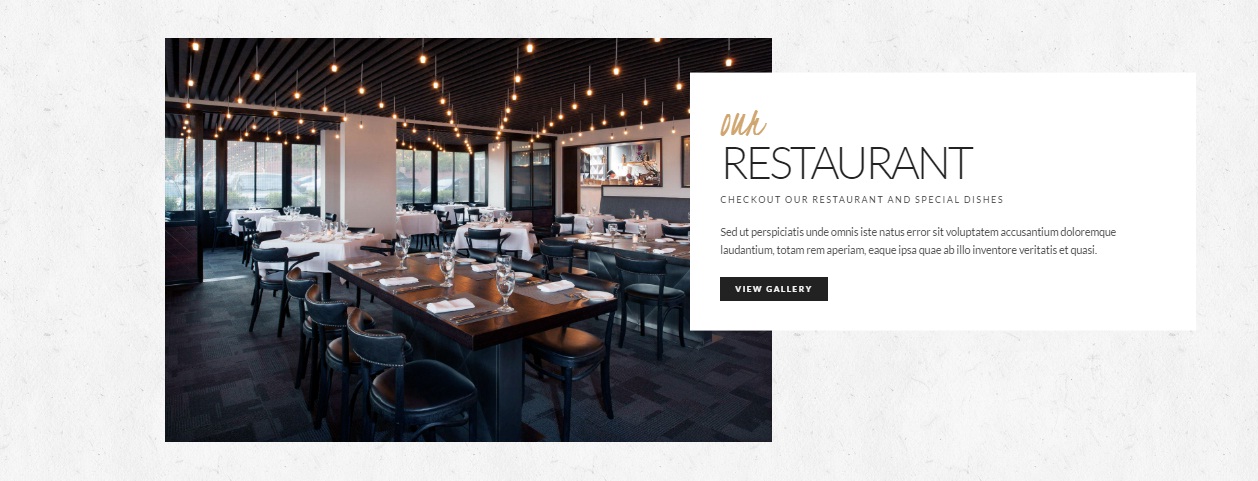 our
RESTAURANT
CHECKOUT OUR RESTAURANT AND SPECIAL DISHES
Sed ut perspiciatis unde omnis iste natus error sit voluptatem accusantium doloremque
laudantium, totam rem aperiam, eaque ipsa quae ab illo inventore veritatis et quasi.
VIEW GALLERY